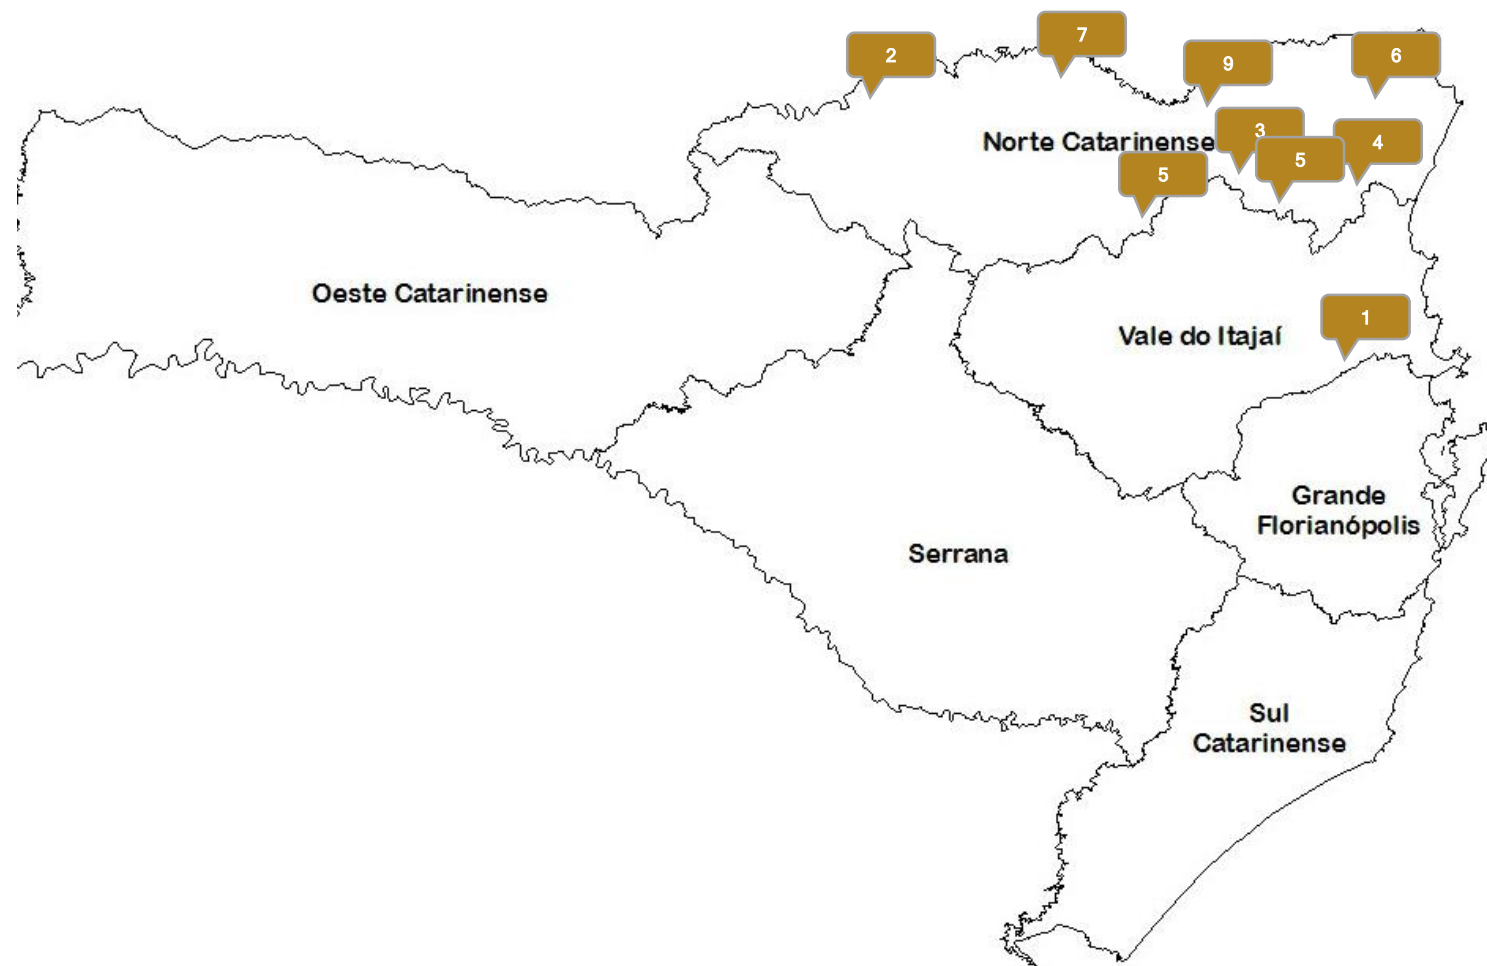 7
2
6
9
3
Norte Catarinense
4
5
5
Oeste Catarinense
1
Vale do Itajaí
Grande
Florianópolis
Serrana
Sul
Catarinense